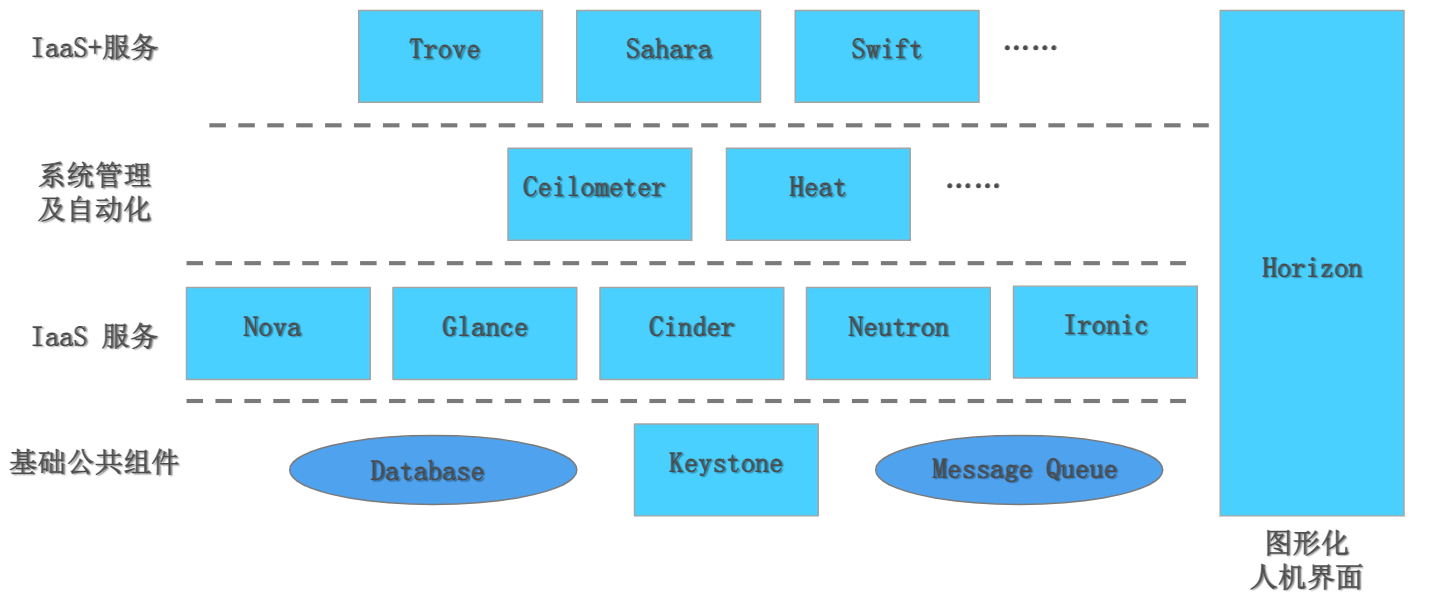 IaaS+服务
Trove
Sahara
Swift
……
系统管理
及自动化
Ceilometer
Heat
……
Horizon
IaaS 服务
Nova
Glance
Cinder
Neutron
Ironic
基础公共组件
Database
Keystone
Message Queue
图形化
人机界面